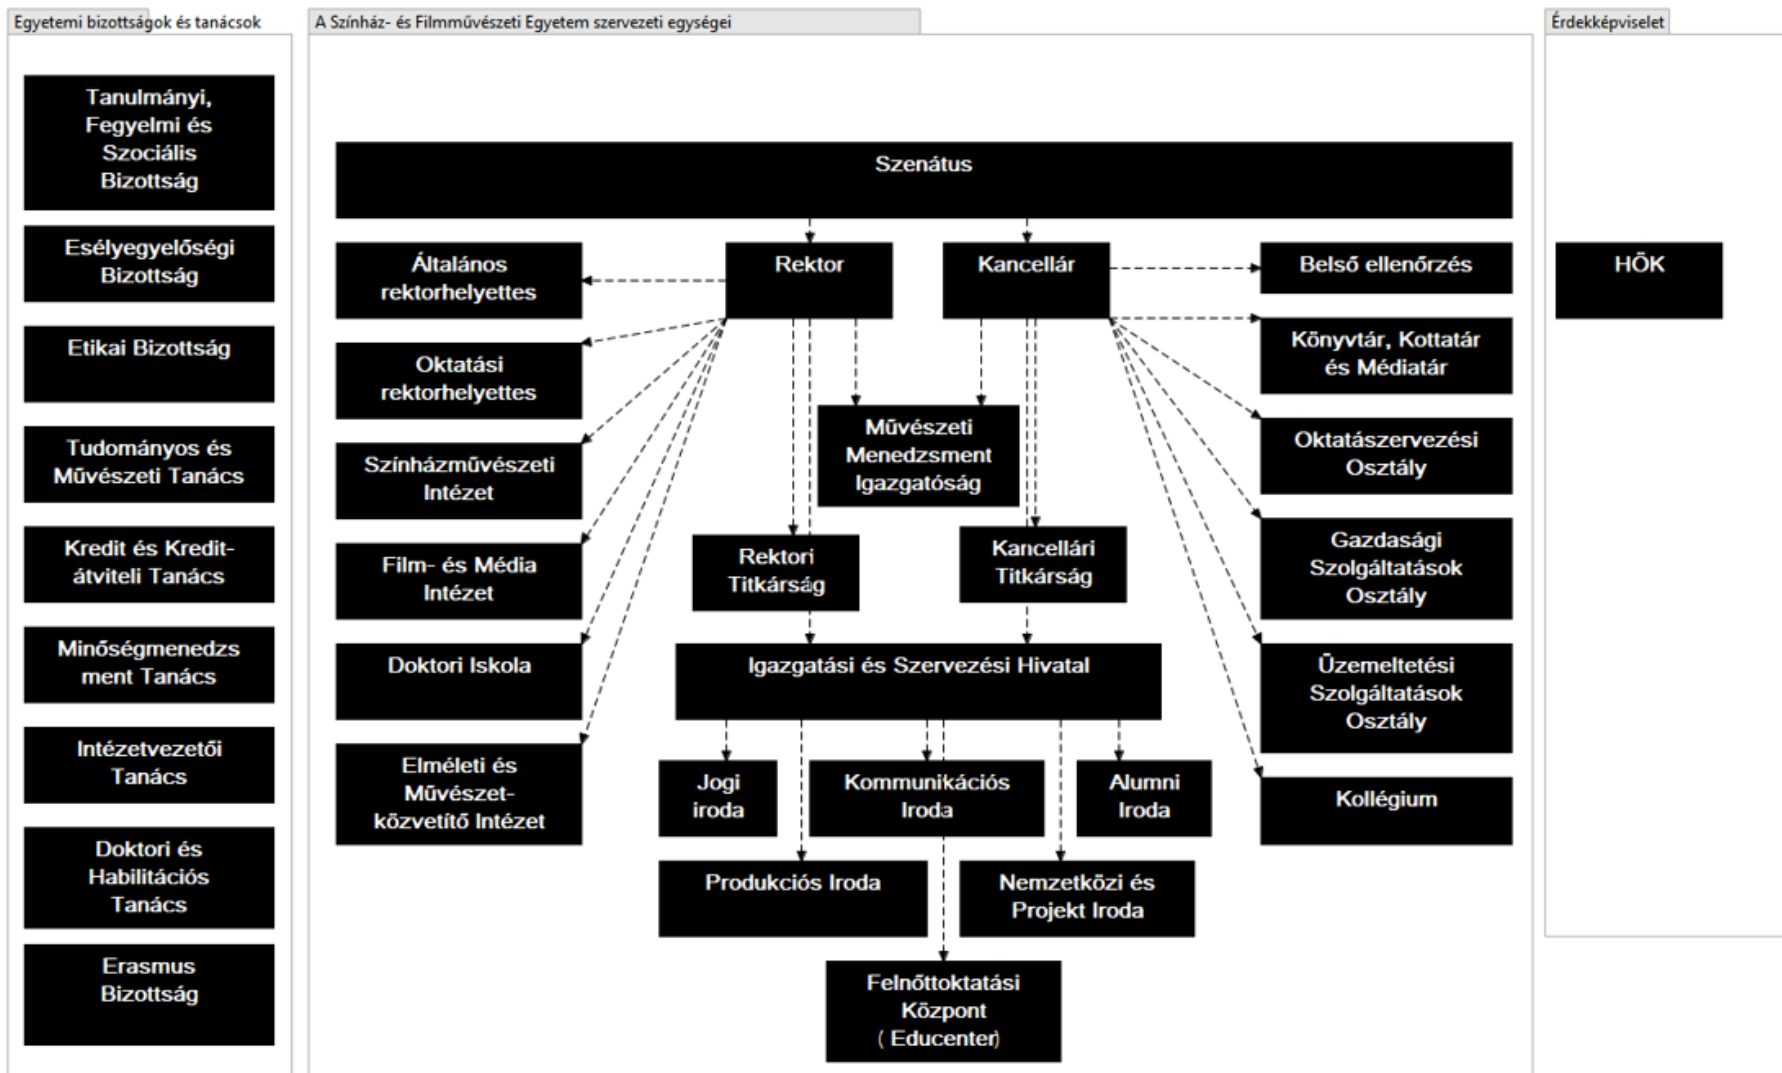 Egyetemi bizottságok és tanácsok
Tanulmányi,
Fegyelmi és
Szociális
Bizottság
Esélyegyelőségi
Bizottság
Etikai Bizottság
Tudományos és
Művészeti Tanács
Kredit és Kredit-
átviteli Tanács
Minőségmenedzs
ment Tanács
Intézetvezetői
Tanács
Doktori és
Habilitációs
Tanács
Erasmus
Bizottság
A Színház- és Filmművészeti Egyetem szervezeti egységei
Szenátus
Általános
rektorhelyettes
Rektor
Kancellár
Belső ellenőrzés
Oktatási
rektorhelyettes
Könyvtár, Kottatár
és Médiatár
Művészeti
Menedzsment
Igazgatóság
Színházművészeti
Intézet
Oktatászervezési
Osztály
Film- és Média
Intézet
Rektori
Titkárság
Kancellári
Titkárság
Gazdasági
Szolgáltatások
Osztály
Doktori Iskola
Igazgatási és Szervezési Hivatal
Üzemeltetési
Szolgáltatások
Osztály
Elméleti és
Művészet-
közvetítő Intézet
Jogi
iroda
Kommunikációs
Iroda
Alumni
Iroda
Kollégium
Produkciós Iroda
Nemzetközi és
Projekt Iroda
Felnőttoktatási
Központ
( Educenter)
Érdekképviselet
HÖK